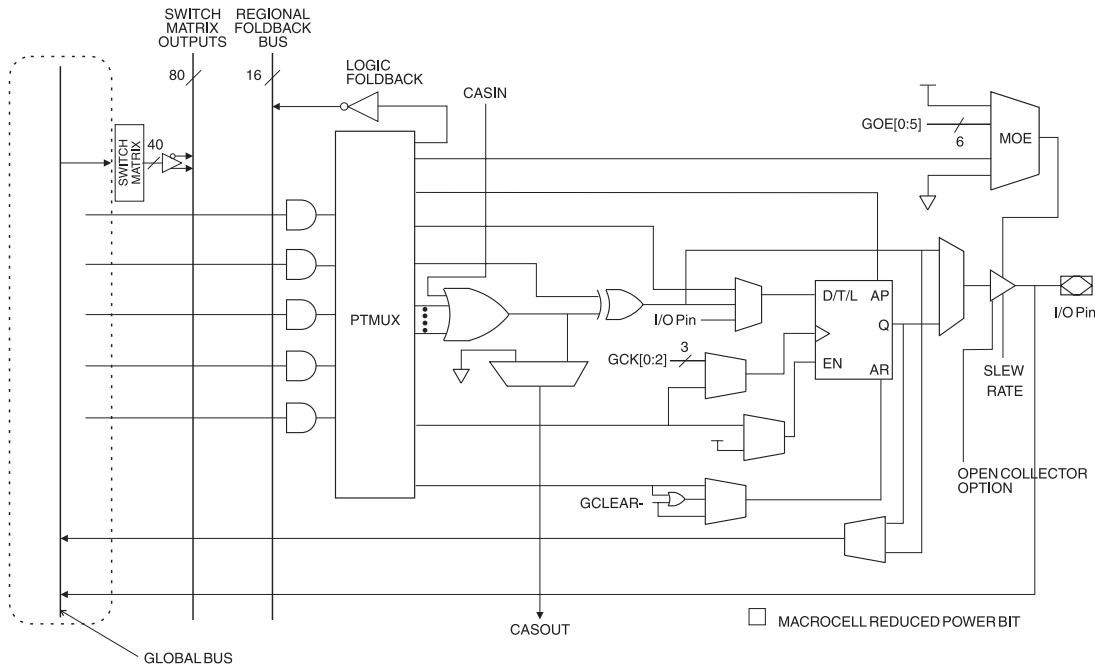 SWITCH
MATRIX
OUTPUTS
REGIONAL
FOLDBACK
BUS
80
16
LOGIC
FOLDBACK
CASIN
GOE[0:5]
6
MOE
SWITCH
MATRIX
40
PTMUX
D/T/L AP
Q
EN
AR
I/O Pin
GCK[0:2]
3
I/O Pin
SLEW
RATE
OPEN COLLECTOR
OPTION
GCLEAR-
CASOUT
MACROCELL REDUCED POWER BIT
GLOBAL BUS